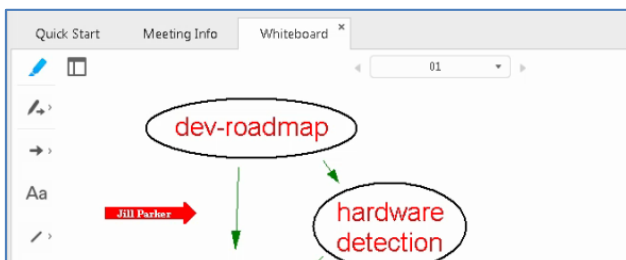 Quick Start Meeting Info Whiteboard
01
dev-roadmap
Aa
Jill Parker
hardware
detection